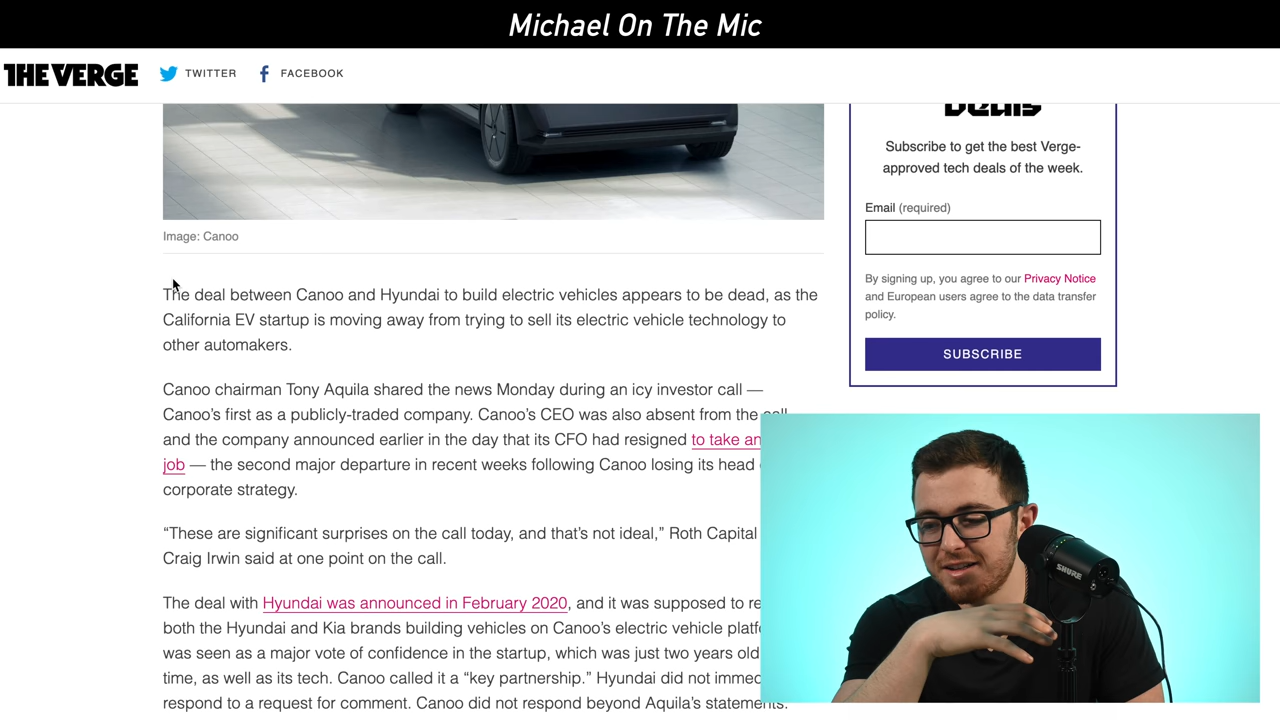 Michael On The Mic
THE VERGE
TWITTER
FACEBOOK
Deals
Subscribe to get the best Verge-
approved tech deals of the week.
Email (required)
By signing up, you agree to our Privacy Notice
and European users agree to the data transfer
policy.
SUBSCRIBE
Image: Canoo
The deal between Canoo and Hyundai to build electric vehicles appears to be dead, as the
California EV startup is moving away from trying to sell its electric vehicle technology to
other automakers.
Canoo chairman Tony Aquila shared the news Monday during an icy investor call —
Canoo’s first as a publicly-traded company. Canoo’s CEO was also absent from the call
and the company announced earlier in the day that its CFO had resigned to take an
job — the second major departure in recent weeks following Canoo losing its head
corporate strategy.
“These are significant surprises on the call today, and that’s not ideal,” Roth Capital
Craig Irwin said at one point on the call.
The deal with Hyundai was announced in February 2020, and it was supposed to re
both the Hyundai and Kia brands building vehicles on Canoo’s electric vehicle platf
was seen as a major vote of confidence in the startup, which was just two years old
time, as well as its tech. Canoo called it a “key partnership.” Hyundai did not immed
respond to a request for comment. Canoo did not respond beyond Aquila’s statements.
SHURE